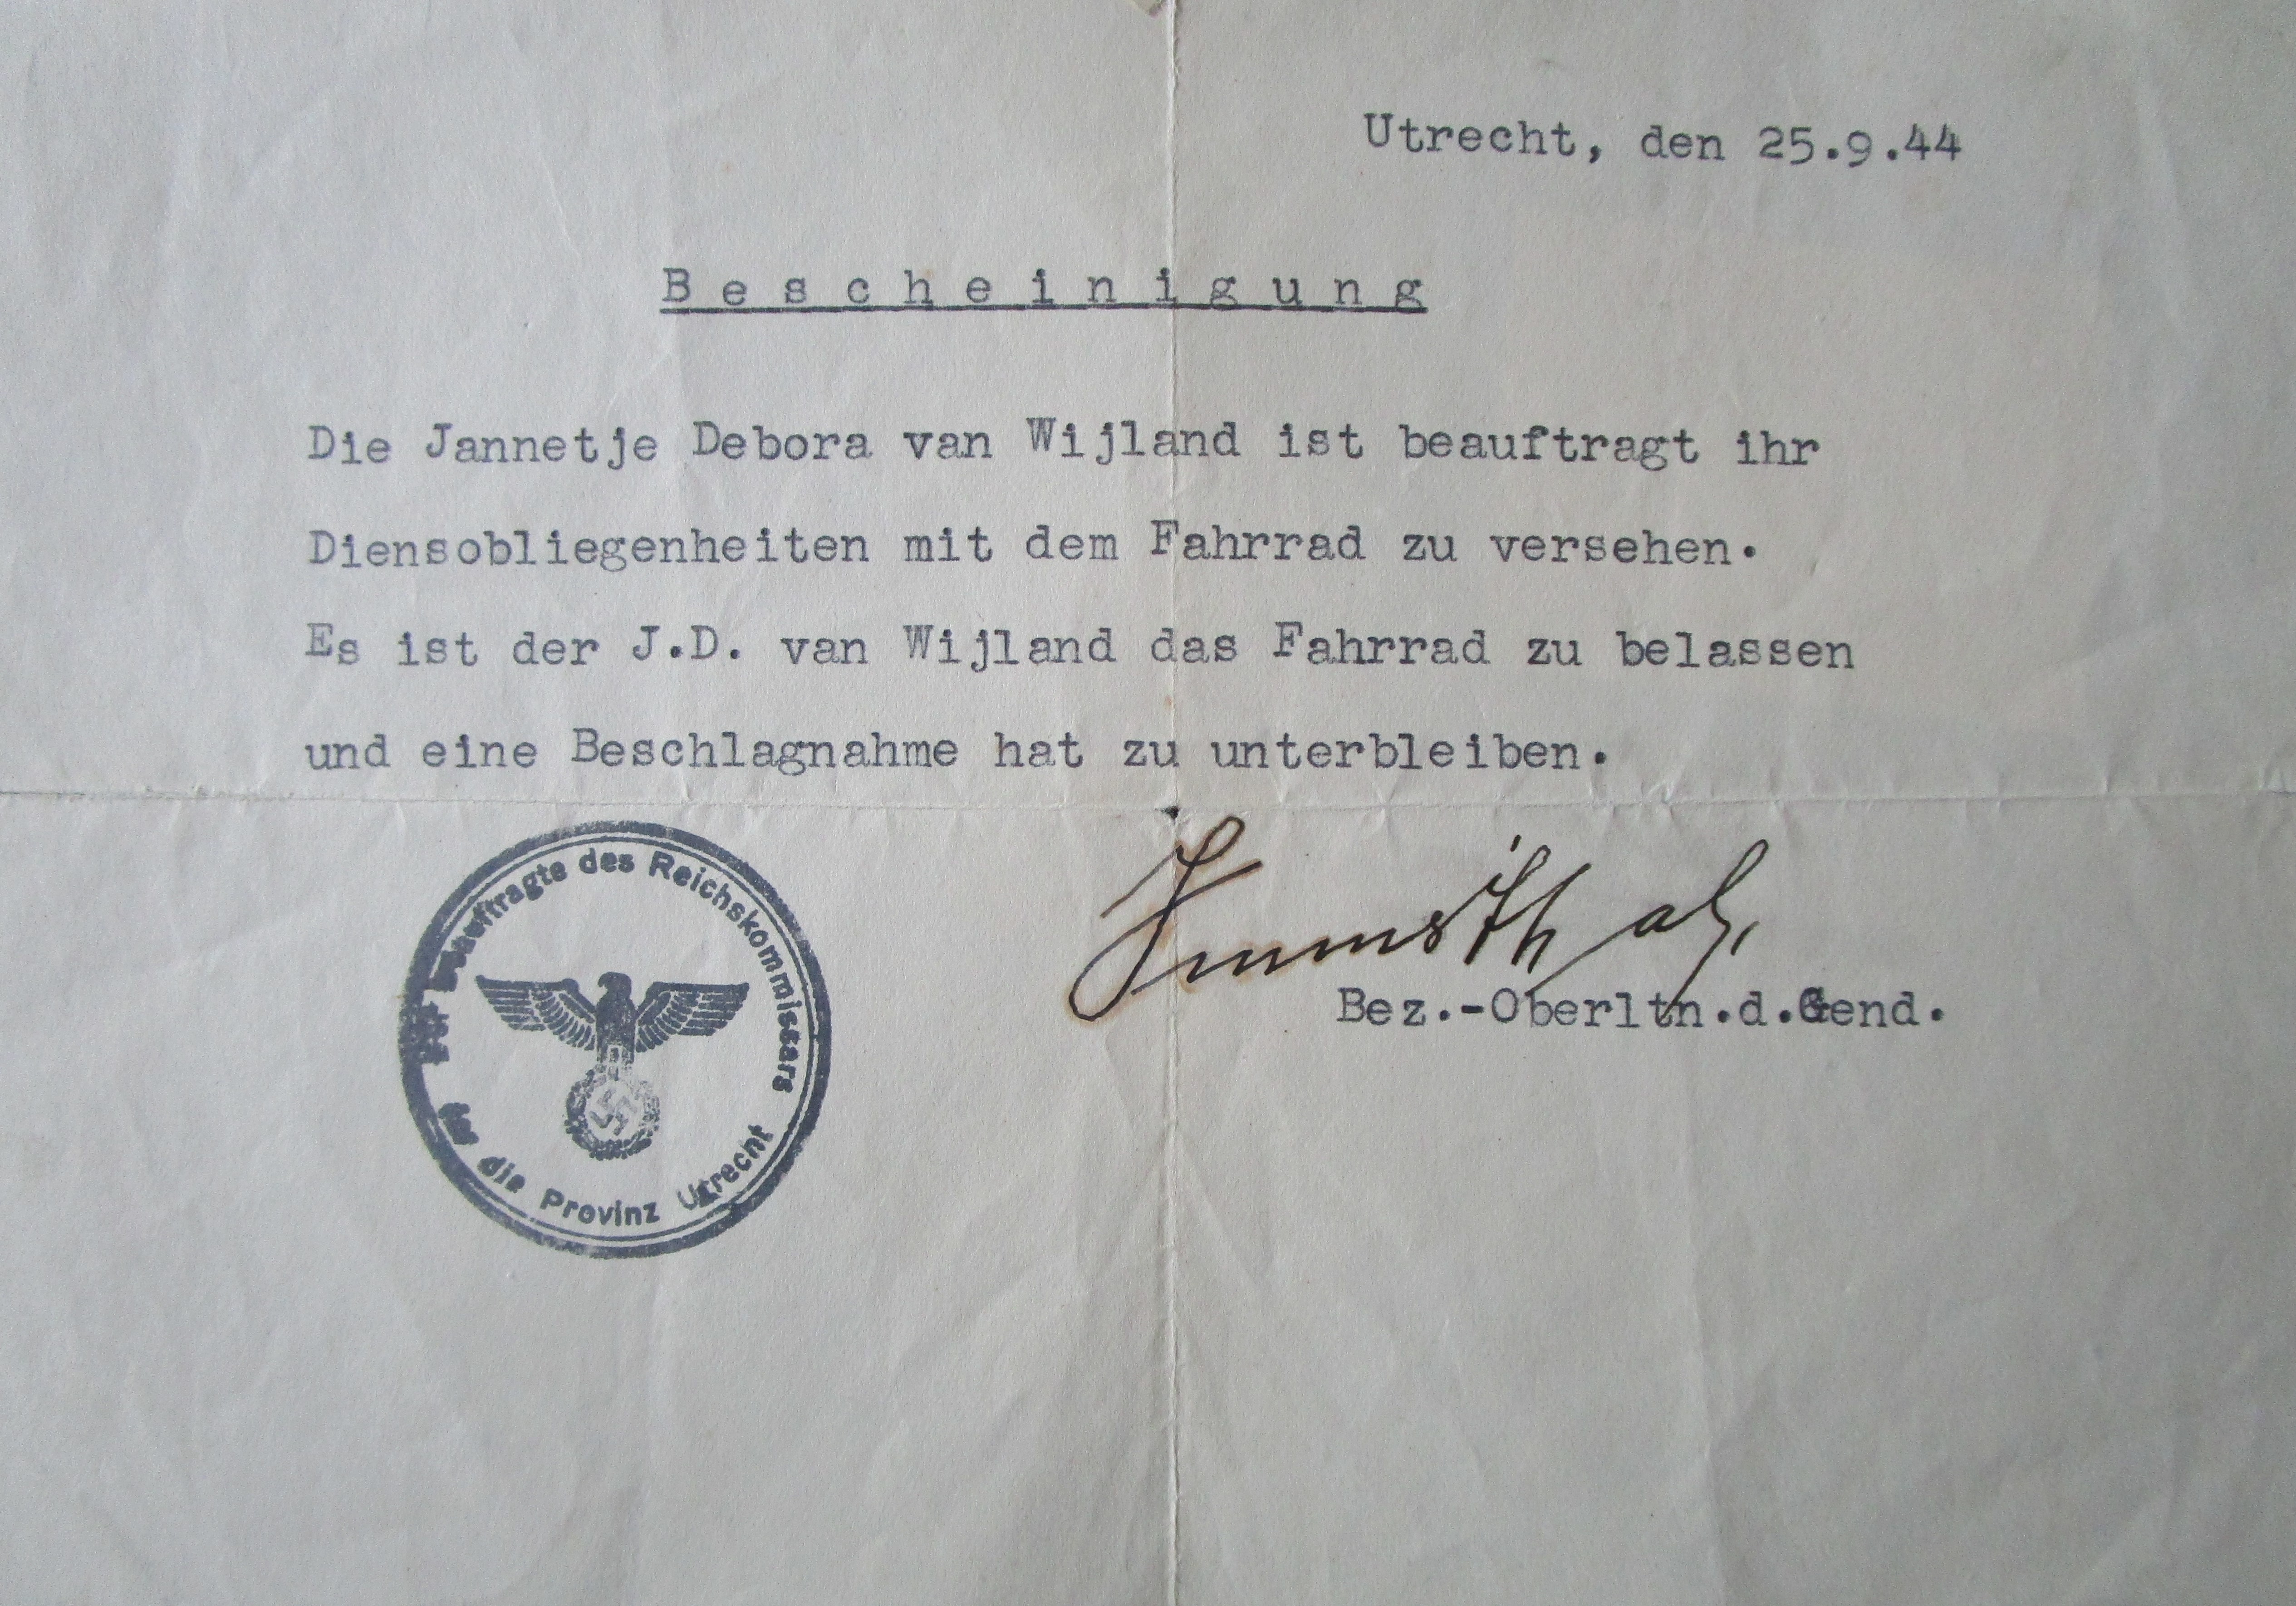 Utrecht, den 25.9.44
Bescheinigung
Die Jannetje Debora van Wijland ist beauftragt ihr
Diensobliegenheiten mit dem Fahrrad zu versehen.
Es ist der J.D. van Wijland das Fahrrad zu belassen
und eine Beschlagnahme hat zu unterbleiben.
Der Beauftragte des Reichskommissars
für die Provinz Utrecht
Bez.-Oberltn.d.Gend.